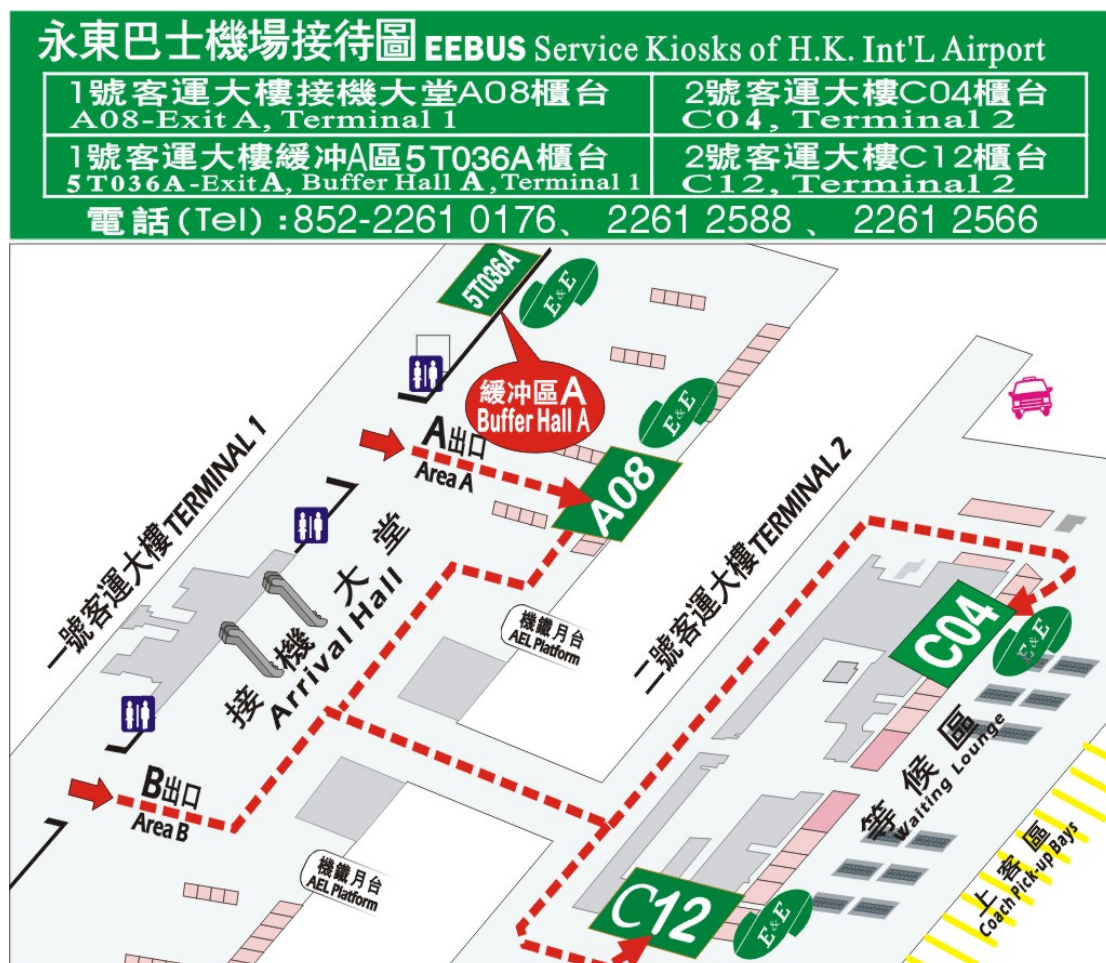 永東巴士機場接待圖 EEBUS Service Kiosks of H.K. Int'L Airport
1號客運大樓接機大堂A08櫃台
A08-Exit A, Terminal 1
2號客運大樓C04櫃台
C04, Terminal 2
1號客運大樓緩冲A區5T036A櫃台
5T036A-Exit A, Buffer Hall A, Terminal 1
2號客運大樓C12櫃台
C12, Terminal 2
電話(Tel) :852-2261 0176、 2261 2588 、 2261 2566
5T036A
E&E
緩冲區A
Buffer Hall A
E&E
A出口
Area A
A08
一號客運大樓 TERMINAL 1
接機大堂
Arrival Hall
機鐵月台
AEL Platform
二號客運大樓 TERMINAL 2
C04
E&E
B出口
Area B
機鐵月台
AEL Platform
等候區
Waiting Lounge
上客區
Coach Pick-up Bays
C12
E&E